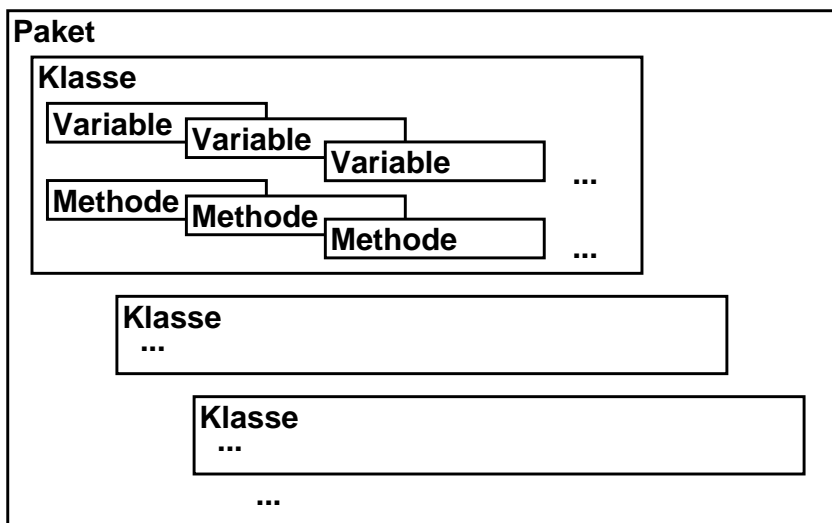 Paket
Klasse
Variable
Variable
Variable
...
Methode
Methode
Methode
...
Klasse
...
Klasse
...
...